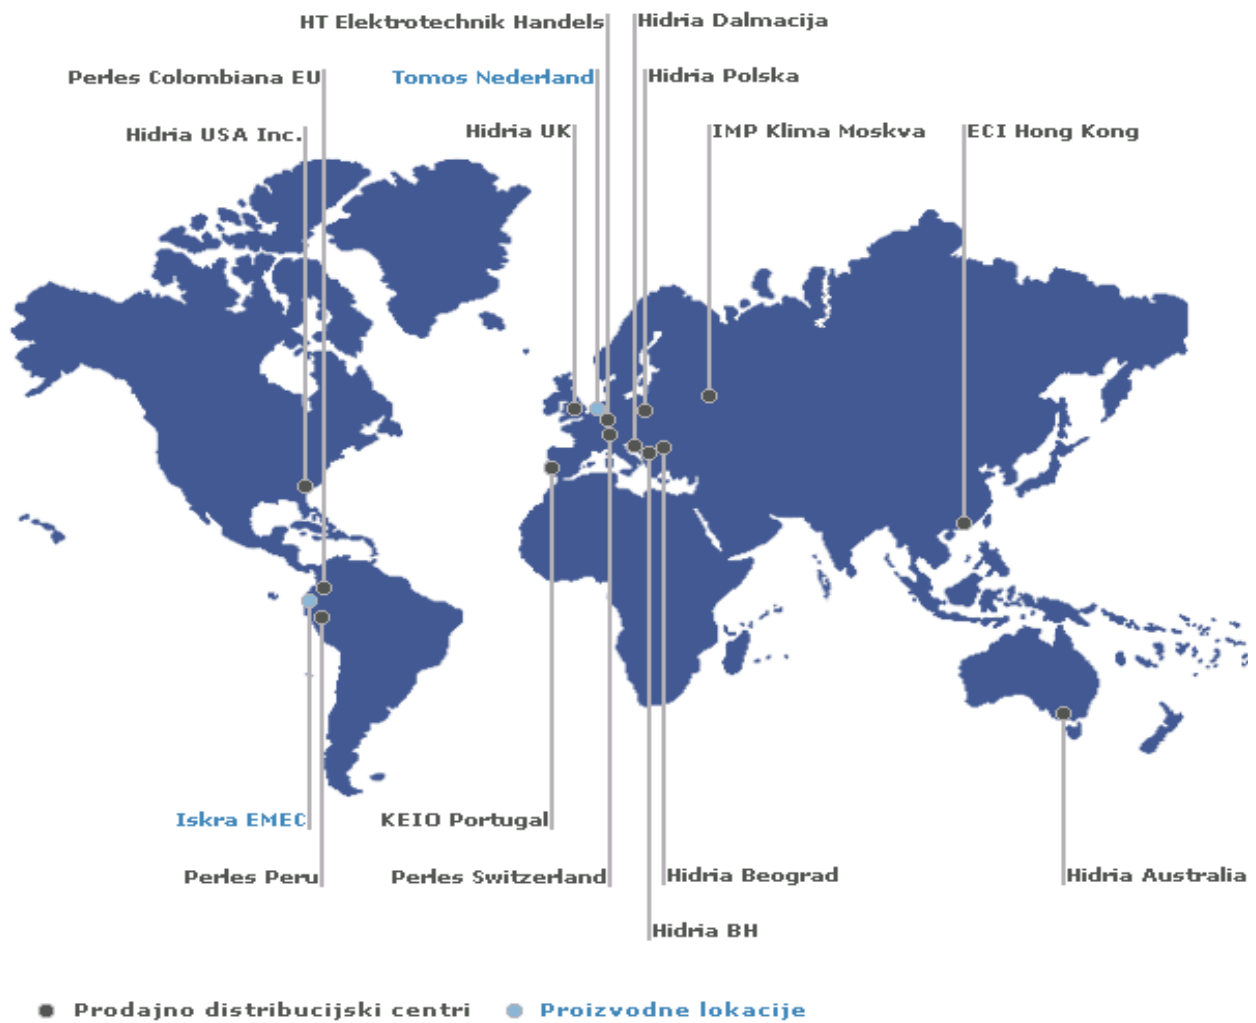 HT Elektrotechnik Handels
Hidria Dalmacija
Perles Colombiana EU
Tomos Nederland
Hidria Polska
Hidria USA Inc.
Hidria UK
IMP Klima Moskva
ECI Hong Kong
Iskra EMEC
KEIO Portugal
Perles Peru
Perles Switzerland
Hidria Beograd
Hidria Australia
Hidria BH
Prodajno distribucijski centri
Proizvodne lokacije